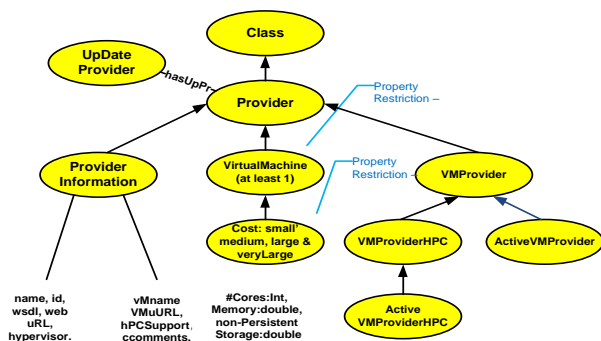 Class
UpDate
Provider
hasUpPr
Provider
Property
Restriction –
Provider
Information
VirtualMachine
(at least 1)
Property
Restriction –
VMProvider
Cost: small'
medium, large &
veryLarge
VMProviderHPC
ActiveVMProvider
name, id,
wsdl, web
uRL,
hypervisor.
vMname
VMuURL,
hPCSupport,
ccomments.
#Cores:Int,
Memory:double,
non-Persistent
Storage:double
Active
VMProviderHPC